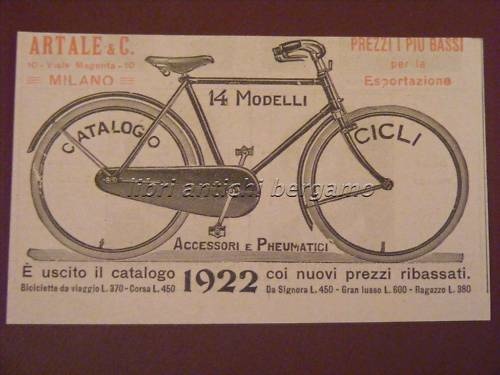 ARTALE & C.
10 - Viale Magenta - 10
MILANO
PREZZI I PIÙ BASSI
per la
Esportazione
14 MODELLI
CATALOGO
CICLI
libri antichi bergamo
ACCESSORI E PNEUMATICI
È uscito il catalogo 1922 coi nuovi prezzi ribassati.
Biciclette da viaggio L. 370 - Corsa L. 450 Da Signora L. 450 - Gran lusso L. 600 - Ragazzo L. 380